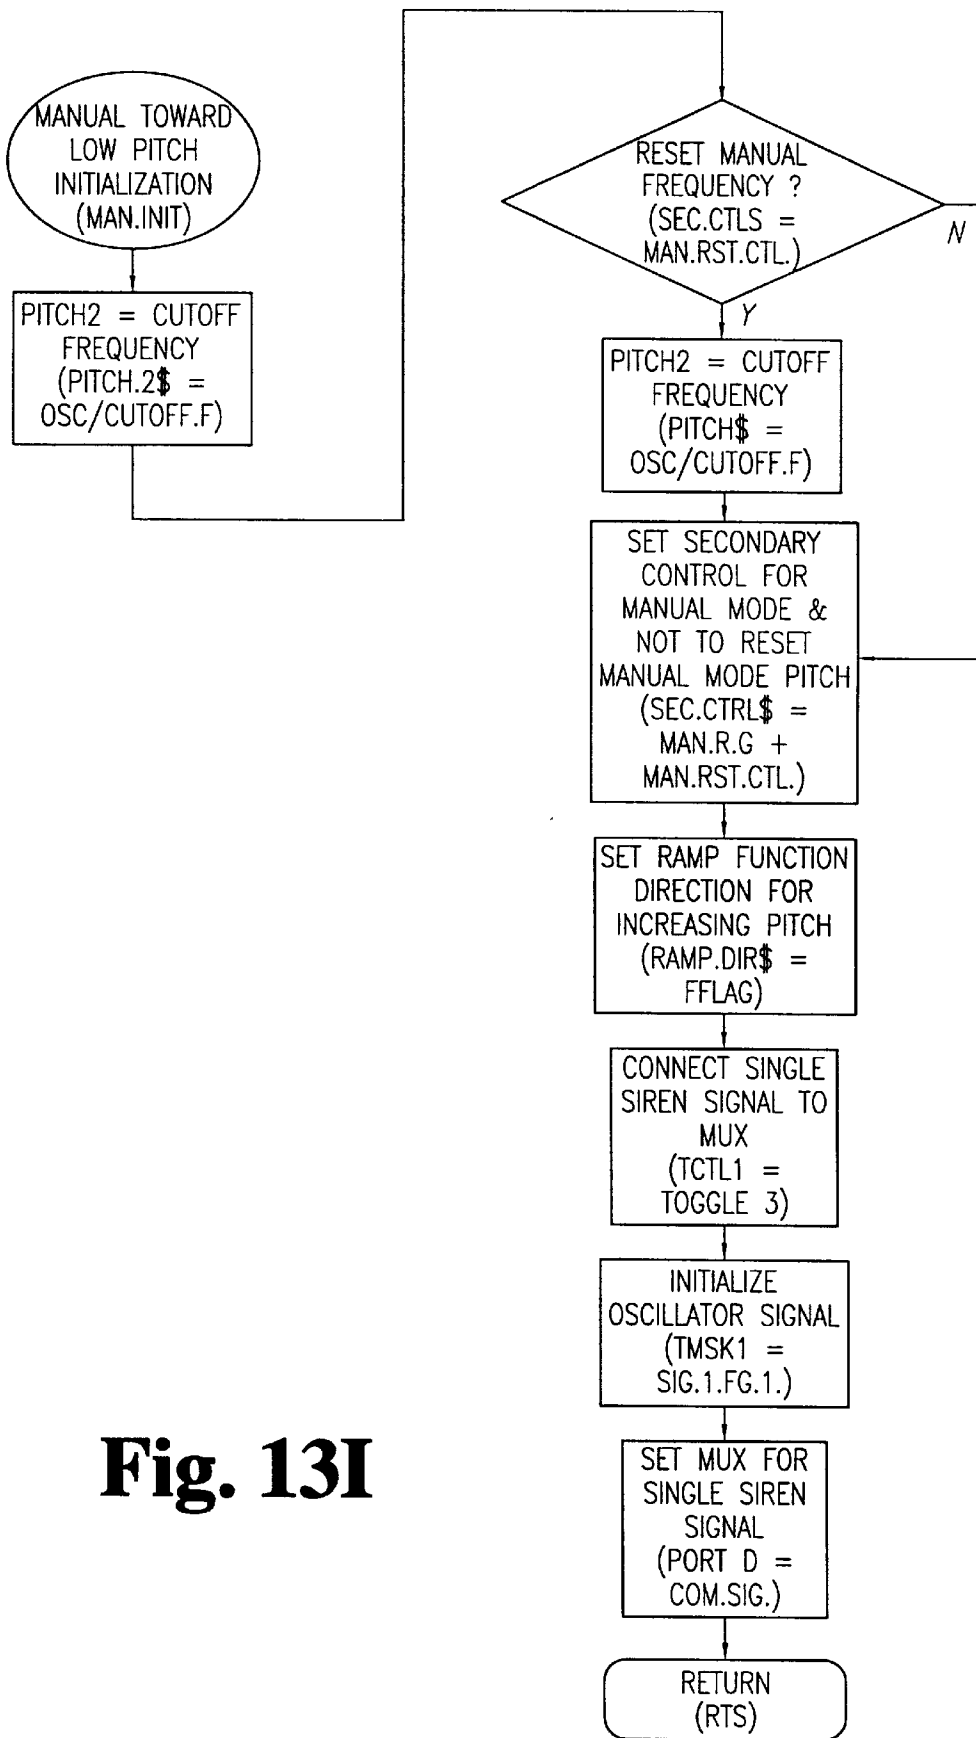 MANUAL TOWARD
LOW PITCH
INITIALIZATION
(MAN.INIT)
PITCH2 = CUTOFF
FREQUENCY
(PITCH.2$ =
OSC/CUTOFF.F)
RESET MANUAL
FREQUENCY ?
(SEC.CTLS =
MAN.RST.CTL.)
N
Y
PITCH2 = CUTOFF
FREQUENCY
(PITCH$ =
OSC/CUTOFF.F)
SET SECONDARY
CONTROL FOR
MANUAL MODE &
NOT TO RESET
MANUAL MODE PITCH
(SEC.CTRL$ =
MAN.R.G +
MAN.RST.CTL.)
SET RAMP FUNCTION
DIRECTION FOR
INCREASING PITCH
(RAMP.DIR$ =
FFLAG)
CONNECT SINGLE
SIREN SIGNAL TO
MUX
(TCTL1 =
TOGGLE 3)
INITIALIZE
OSCILLATOR SIGNAL
(TMSK1 =
SIG.1.FG.1.)
SET MUX FOR
SINGLE SIREN
SIGNAL
(PORT D =
COM.SIG.)
RETURN
(RTS)
Fig. 13I